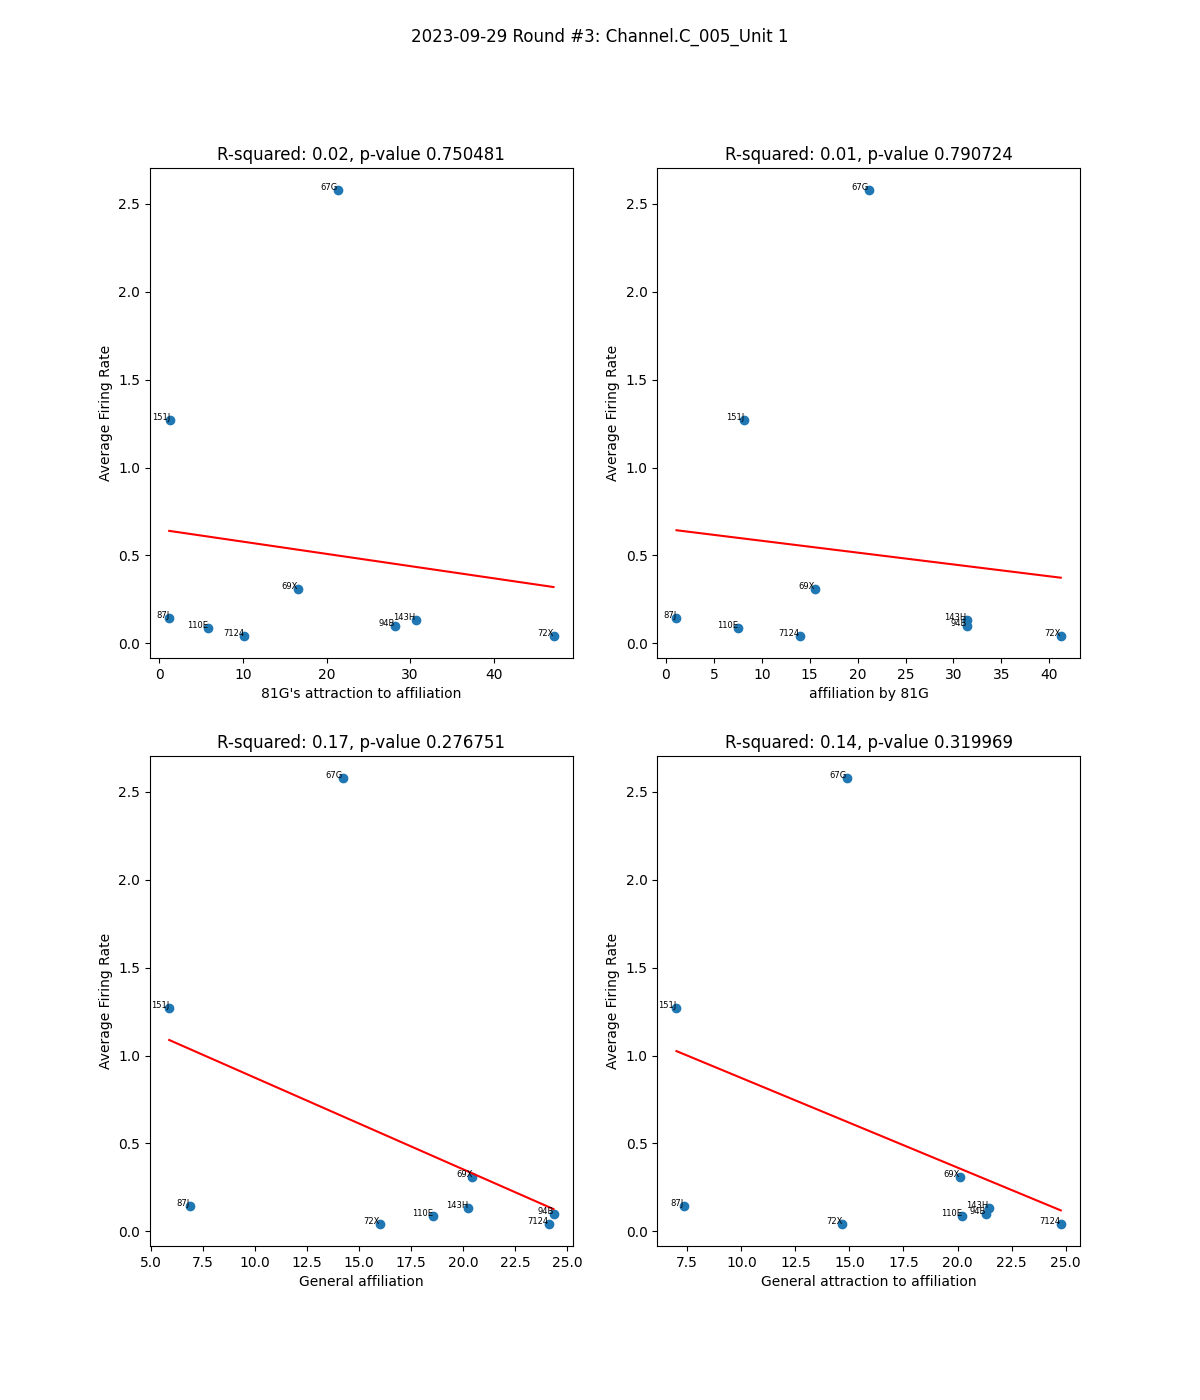 2023-09-29 Round #3: Channel.C_005_Unit 1
R-squared: 0.02, p-value 0.750481
Average Firing Rate
2.5
2.0
1.5
1.0
0.5
0.0
67G
151J
69X
87J
110E
7124
94B
143H
72X
0 10 20 30 40
81G's attraction to affiliation
R-squared: 0.01, p-value 0.790724
Average Firing Rate
2.5
2.0
1.5
1.0
0.5
0.0
67G
151J
69X
87J
110E
7124
143H
94B
72X
0 5 10 15 20 25 30 35 40
affiliation by 81G
R-squared: 0.17, p-value 0.276751
Average Firing Rate
2.5
2.0
1.5
1.0
0.5
0.0
67G
151J
69X
87J
72X
110E
143H
94B
7124
5.0 7.5 10.0 12.5 15.0 17.5 20.0 22.5 25.0
General affiliation
R-squared: 0.14, p-value 0.319969
Average Firing Rate
2.5
2.0
1.5
1.0
0.5
0.0
67G
151J
69X
87J
72X
110E
143H
94B
7124
7.5 10.0 12.5 15.0 17.5 20.0 22.5 25.0
General attraction to affiliation